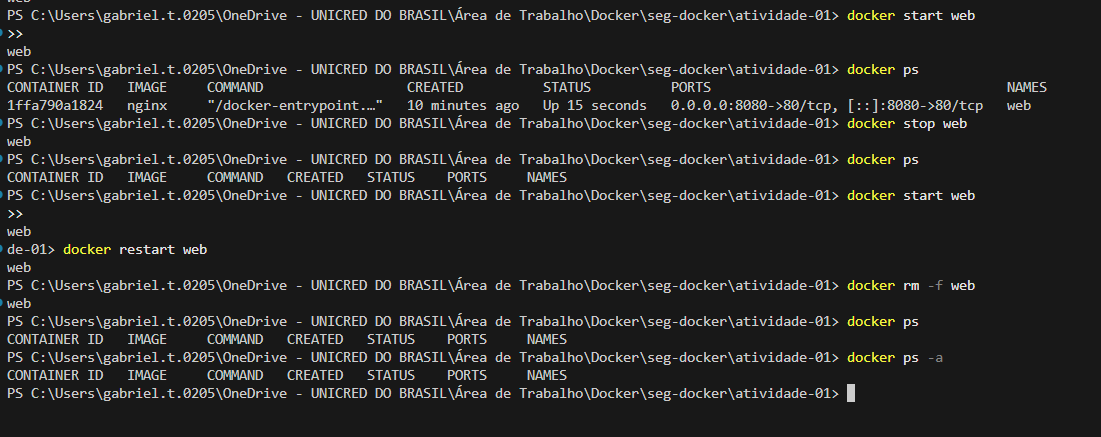 web
PS C:\Users\gabriel.t.0205\OneDrive - UNICRED DO BRASIL\Área de Trabalho\Docker\seg-docker\atividade-01> docker start web
>>
web
PS C:\Users\gabriel.t.0205\OneDrive - UNICRED DO BRASIL\Área de Trabalho\Docker\seg-docker\atividade-01> docker ps
CONTAINER ID   IMAGE     COMMAND                  CREATED          STATUS          PORTS                                     NAMES
1ffa790a1824   nginx     "/docker-entrypoint.…"   10 minutes ago   Up 15 seconds   0.0.0.0:8080->80/tcp, [::]:8080->80/tcp   web
PS C:\Users\gabriel.t.0205\OneDrive - UNICRED DO BRASIL\Área de Trabalho\Docker\seg-docker\atividade-01> docker stop web
web
PS C:\Users\gabriel.t.0205\OneDrive - UNICRED DO BRASIL\Área de Trabalho\Docker\seg-docker\atividade-01> docker ps
CONTAINER ID   IMAGE     COMMAND   CREATED   STATUS    PORTS     NAMES
PS C:\Users\gabriel.t.0205\OneDrive - UNICRED DO BRASIL\Área de Trabalho\Docker\seg-docker\atividade-01> docker start web
>>
web
de-01> docker restart web
web
PS C:\Users\gabriel.t.0205\OneDrive - UNICRED DO BRASIL\Área de Trabalho\Docker\seg-docker\atividade-01> docker rm -f web
web
PS C:\Users\gabriel.t.0205\OneDrive - UNICRED DO BRASIL\Área de Trabalho\Docker\seg-docker\atividade-01> docker ps
CONTAINER ID   IMAGE     COMMAND   CREATED   STATUS    PORTS     NAMES
PS C:\Users\gabriel.t.0205\OneDrive - UNICRED DO BRASIL\Área de Trabalho\Docker\seg-docker\atividade-01> docker ps -a
CONTAINER ID   IMAGE     COMMAND   CREATED   STATUS    PORTS     NAMES
PS C:\Users\gabriel.t.0205\OneDrive - UNICRED DO BRASIL\Área de Trabalho\Docker\seg-docker\atividade-01>